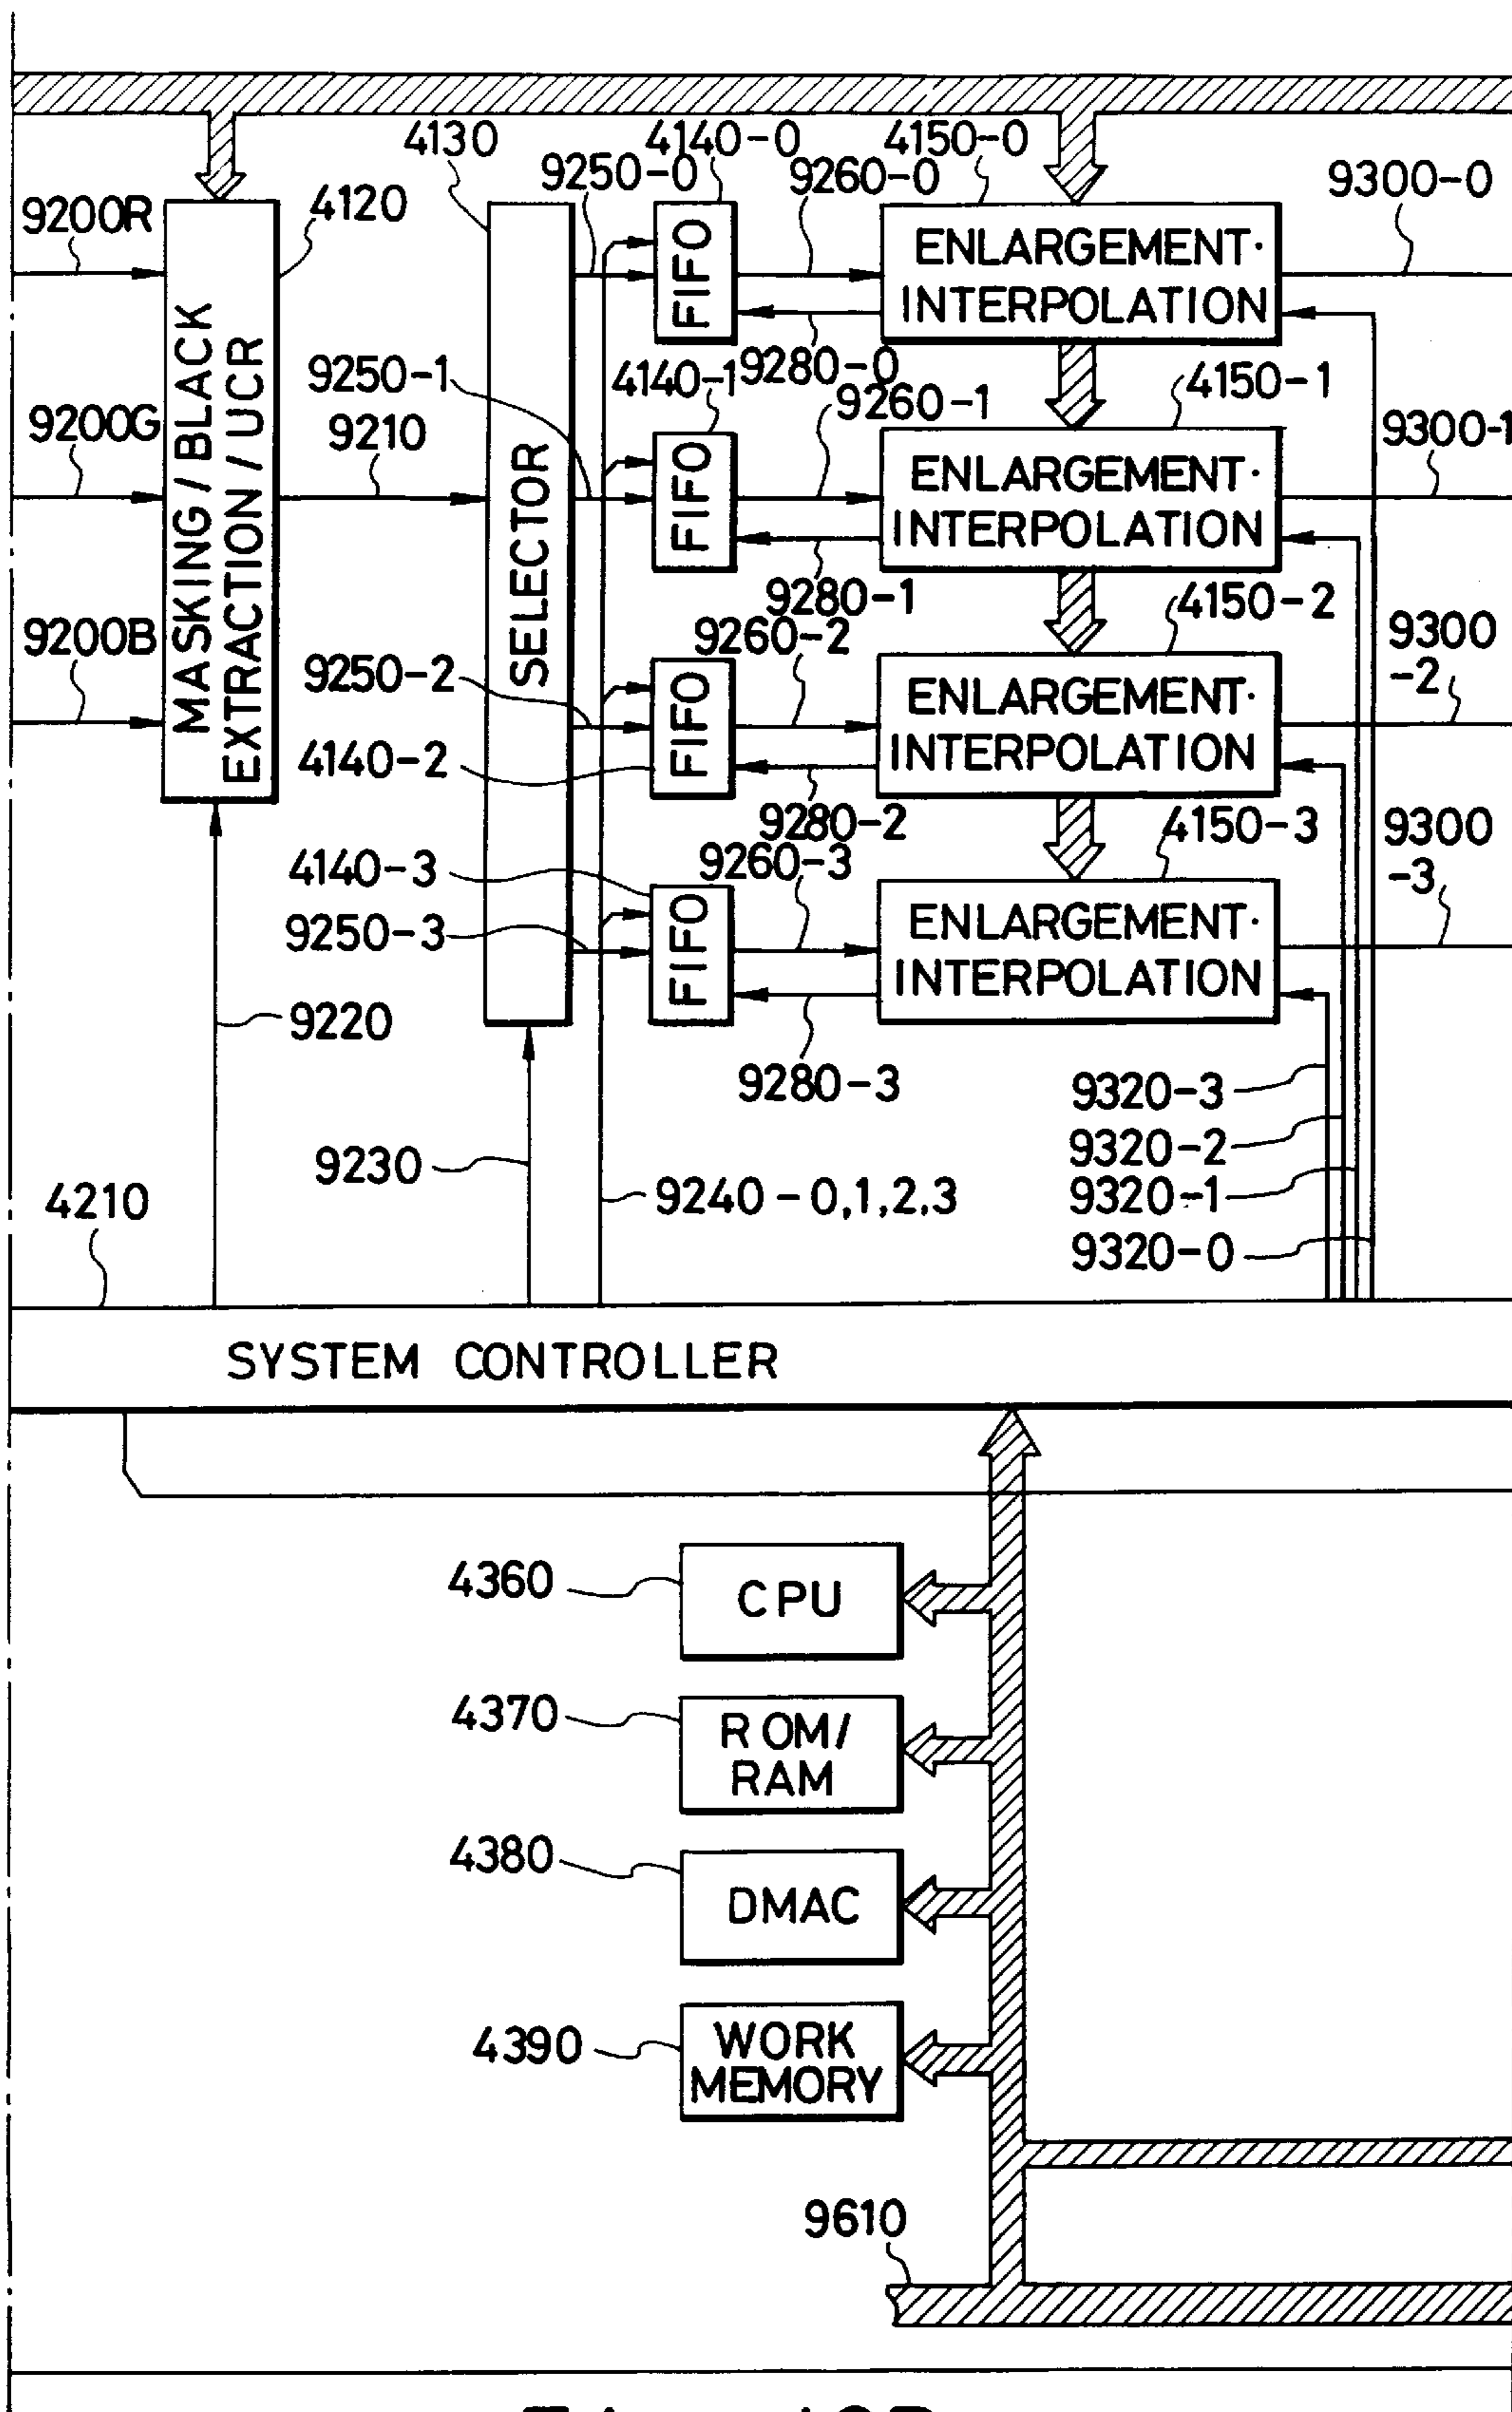 4130
4140-0
4150-0
9250-0
9260-0
9300-0
9200R
4120
FIFO
ENLARGEMENT·
INTERPOLATION
9280-0
9250-1
4140-1
9260-1
4150-1
9300-1
9200G
9210
MASKING/BLACK
EXTRACTION/UCR
SELECTOR
FIFO
ENLARGEMENT·
INTERPOLATION
9280-1
4150-2
9200B
9260-2
9300
-2
9250-2
FIFO
ENLARGEMENT·
INTERPOLATION
4140-2
9280-2
4150-3
9300
-3
4140-3
9260-3
9250-3
FIFO
ENLARGEMENT·
INTERPOLATION
9220
9280-3
9320-3
9320-2
9230
9240-0,1,2,3
9320-1
4210
9320-0
SYSTEM CONTROLLER
4360
CPU
4370
ROM/
RAM
4380
DMAC
4390
WORK
MEMORY
9610